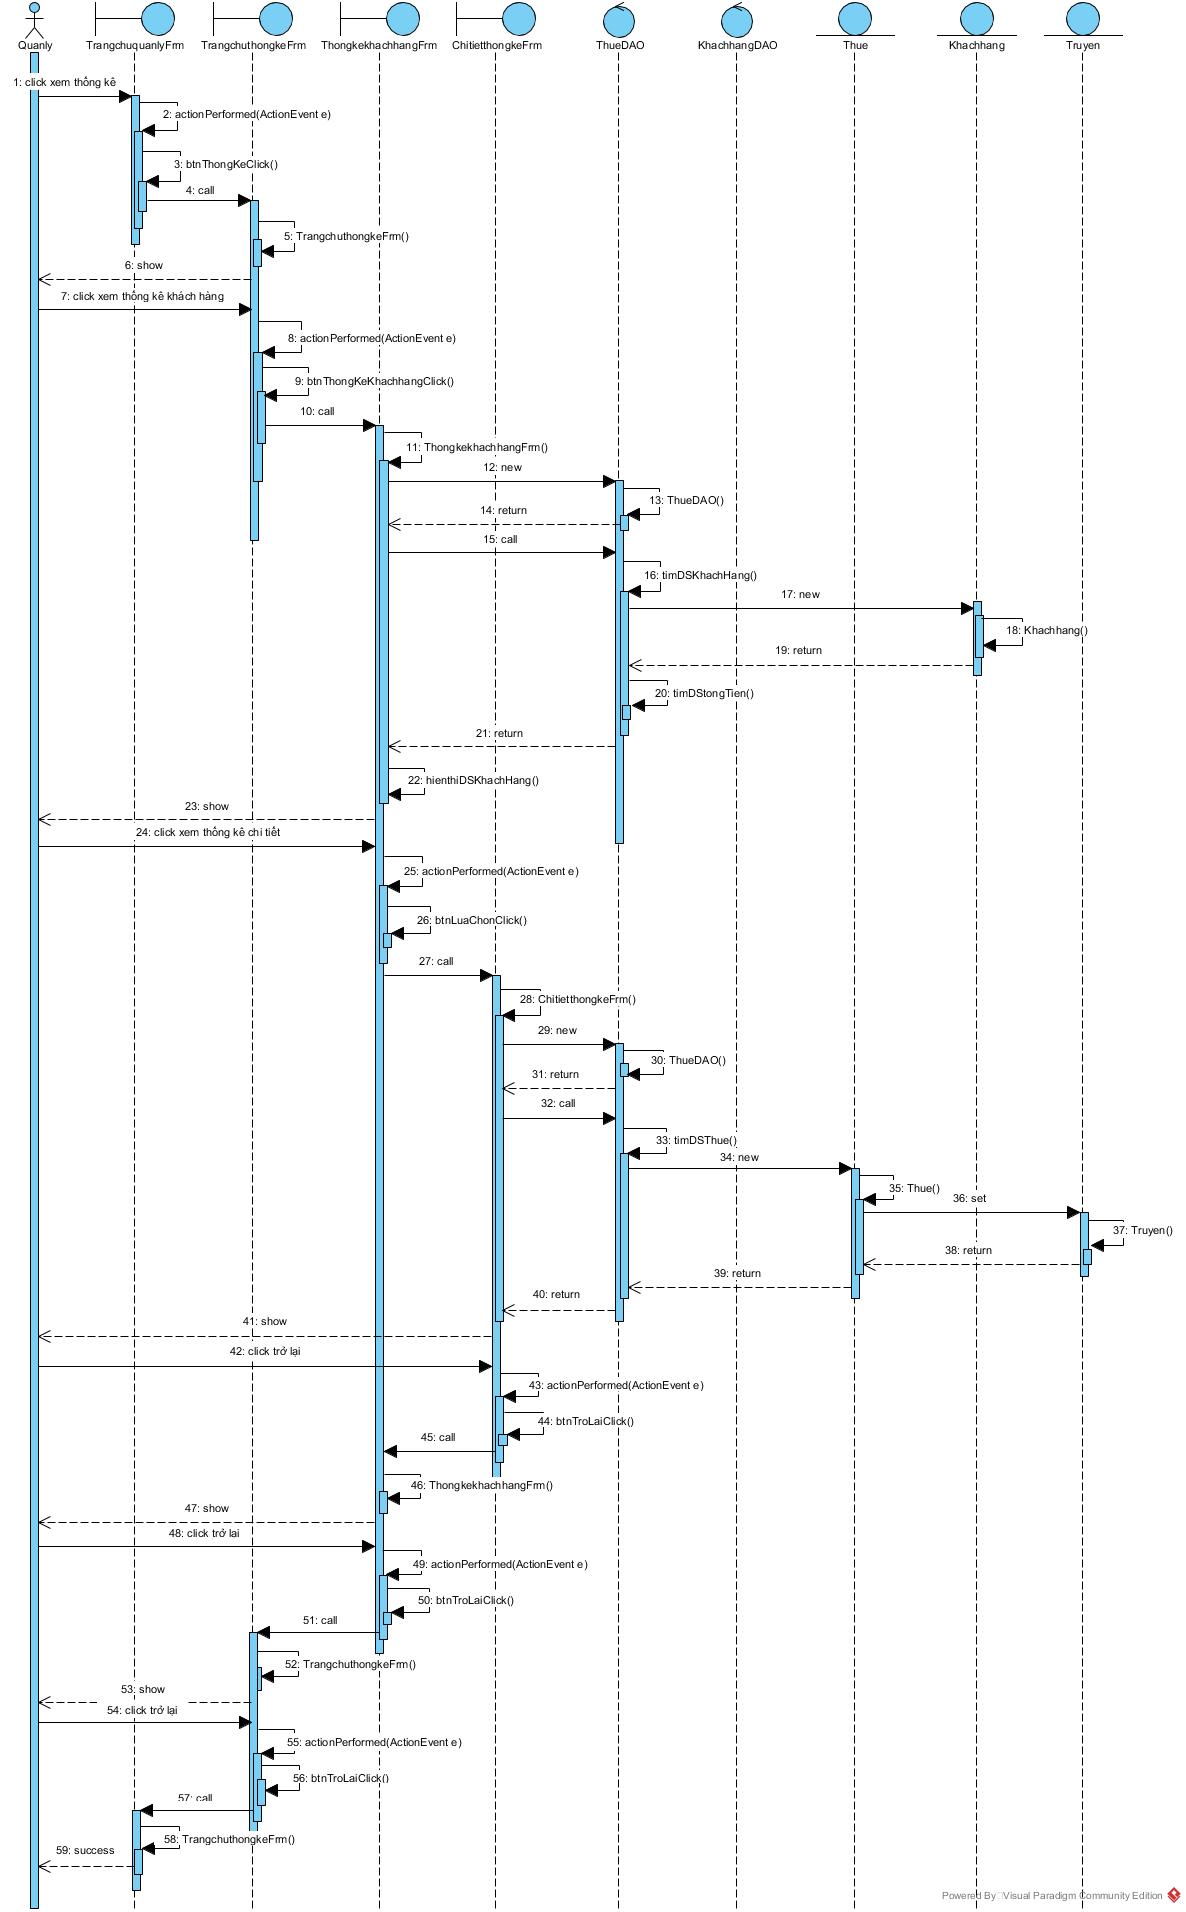 Quanly
TrangchuquanlyFrm
TrangchuthongkeFrm
ThongkekhachhangFrm
ChitietthongkeFrm
ThueDAO
KhachhangDAO
Thue
Khachhang
Truyen
1: click xem thống kê
2: actionPerformed(ActionEvent e)
3: btnThongKeClick()
4: call
5: TrangchuthongkeFrm()
6: show
7: click xem thống kê khách hàng
8: actionPerformed(ActionEvent e)
9: btnThongKeKhachhangClick()
10: call
11: ThongkekhachhangFrm()
12: new
13: ThueDAO()
14: return
15: call
16: timDSKhachHang()
17: new
18: Khachhang()
19: return
20: timDStongTien()
21: return
22: hienthiDSKhachHang()
23: show
24: click xem thống kê chi tiết
25: actionPerformed(ActionEvent e)
26: btnLuaChonClick()
27: call
28: ChitietthongkeFrm()
29: new
30: ThueDAO()
31: return
32: call
33: timDSThue()
34: new
35: Thue()
36: set
37: Truyen()
38: return
39: return
40: return
41: show
42: click trở lại
43: actionPerformed(ActionEvent e)
44: btnTroLaiClick()
45: call
46: ThongkekhachhangFrm()
47: show
48: click trở lại
49: actionPerformed(ActionEvent e)
50: btnTroLaiClick()
51: call
52: TrangchuthongkeFrm()
53: show
54: click trở lại
55: actionPerformed(ActionEvent e)
56: btnTroLaiClick()
57: call
58: TrangchuthongkeFrm()
59: success
Powered By Visual Paradigm Community Edition